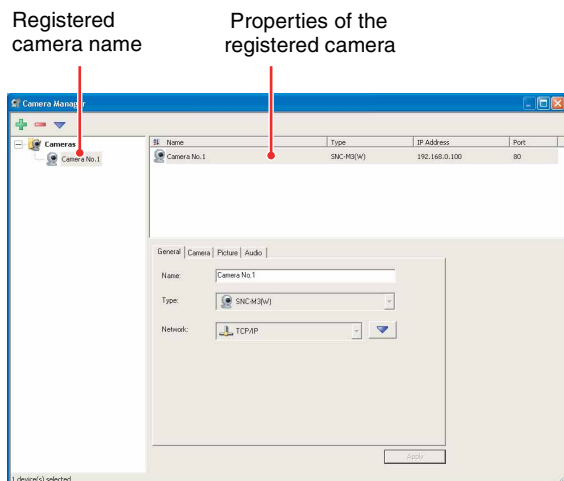 Registered
camera name
Properties of the
registered camera
Camera Manager
Cameras
Camera No.1
Name Type IP Address Port
Camera No.1 SNC-M3(W) 192.168.0.100 80
General Camera Picture Audio
Name: Camera No.1
Type: SNC-M3(W)
Network: TCP/IP
Apply
1 device(s) selected